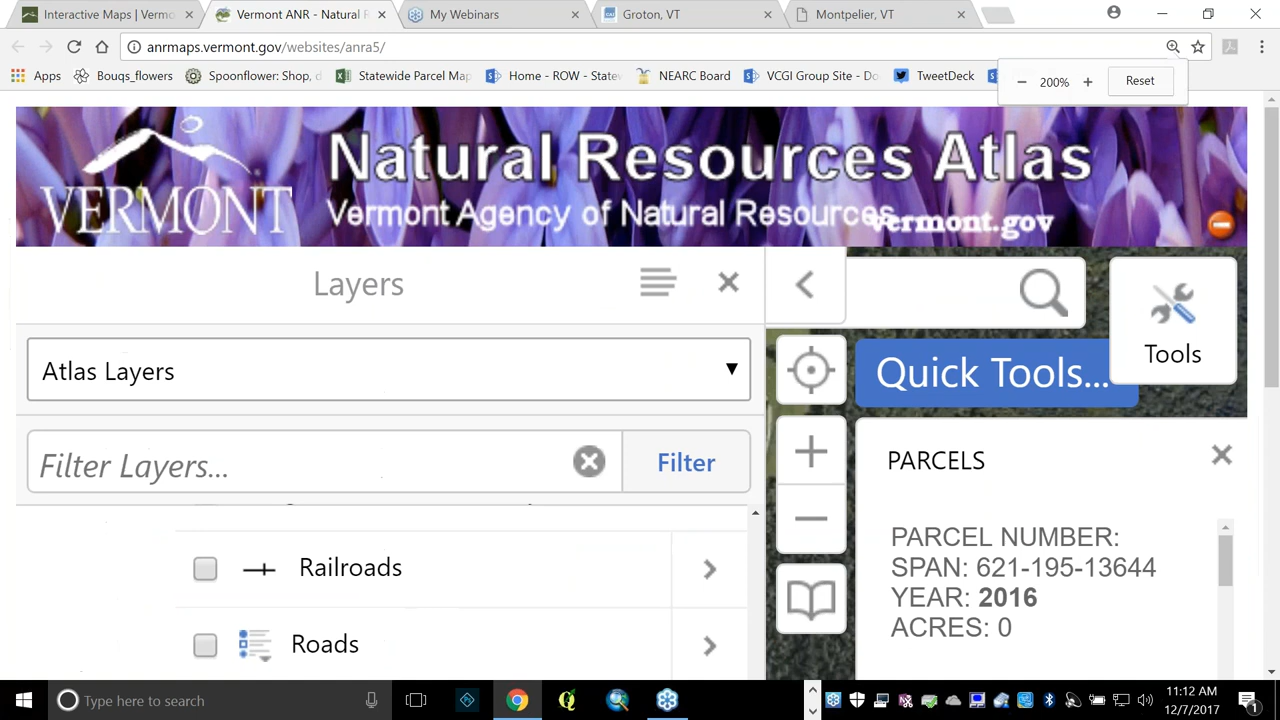 Interactive Maps | Vermo
Vermont ANR - Natural R
My Webinars
Groton, VT
Montpelier, VT
anrmaps.vermont.gov/websites/anra5/
Apps
Bouqs_flowers
Spoonflower: Shop, d
Statewide Parcel Map
Home - ROW - State
NEARC Board
VCGI Group Site - Do
TweetDeck
200%
Reset
VERMONT
Natural Resources Atlas
Vermont Agency of Natural Resources
vermont.gov
Layers
Tools
Atlas Layers
Quick Tools...
Filter Layers...
Filter
PARCELS
PARCEL NUMBER:
SPAN: 621-195-13644
YEAR: 2016
ACRES: 0
Railroads
Roads
Type here to search
11:12 AM
12/7/2017
1